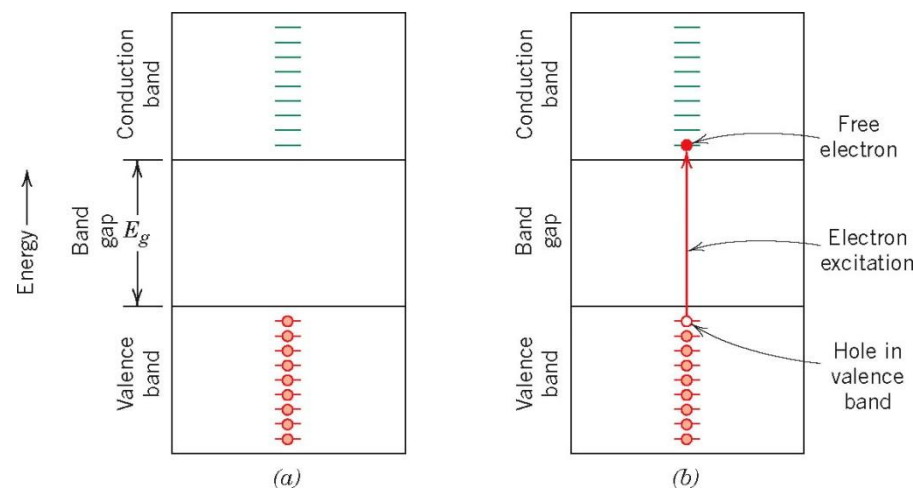 Energy
Conduction
band
Band
gap
E_g
Valence
band
(a)
Conduction
band
Band gap
Valence
band
Free
electron
Electron
excitation
Hole in
valence
band
(b)